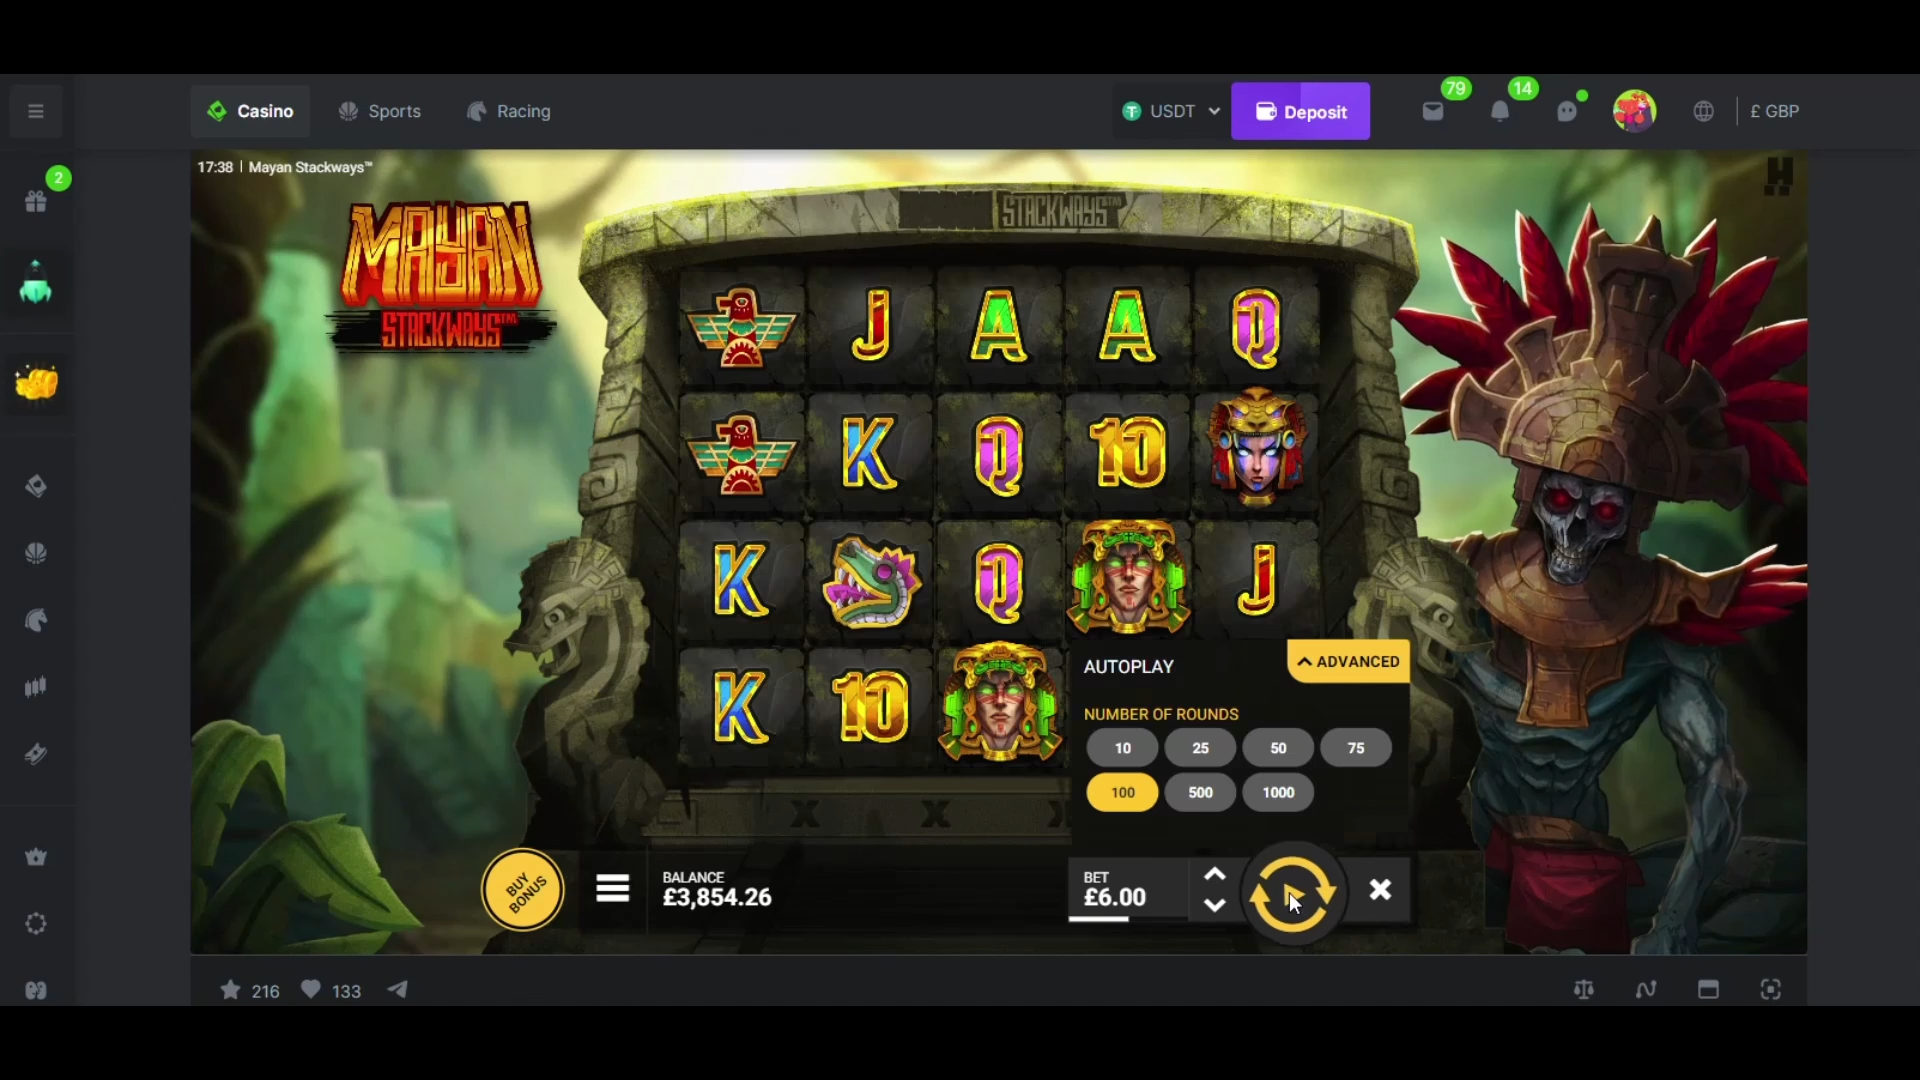 Casino
Sports
Racing
USDT
Deposit
79
14
£ GBP
2
17:38 | Mayan Stackways™
MAYAN
STACKWAYS™
STACKWAYS™
J
A
A
Q
K
Q
10
K
Q
J
K
10
AUTOPLAY
ADVANCED
NUMBER OF ROUNDS
10
25
50
75
100
500
1000
X
X
BUY
BONUS
BALANCE
£3,854.26
BET
£6.00
216
133